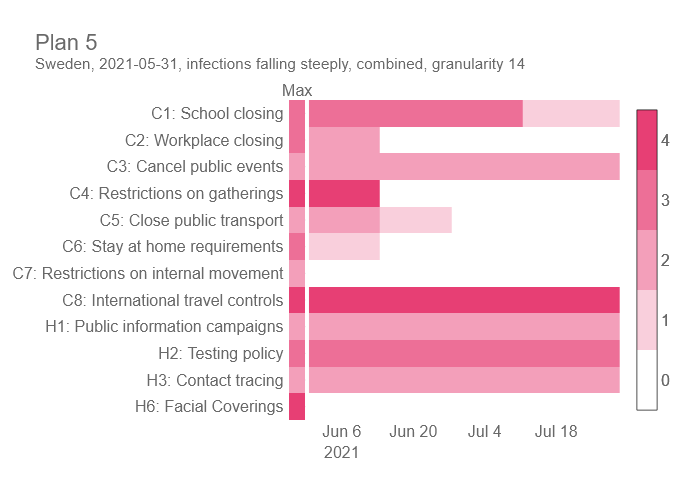 Plan 5
Sweden, 2021-05-31, infections falling steeply, combined, granularity 14
Max
C1: School closing
C2: Workplace closing
C3: Cancel public events
C4: Restrictions on gatherings
C5: Close public transport
C6: Stay at home requirements
C7: Restrictions on internal movement
C8: International travel controls
H1: Public information campaigns
H2: Testing policy
H3: Contact tracing
H6: Facial Coverings
4
3
2
1
0
Jun 6 Jun 20 Jul 4 Jul 18
2021